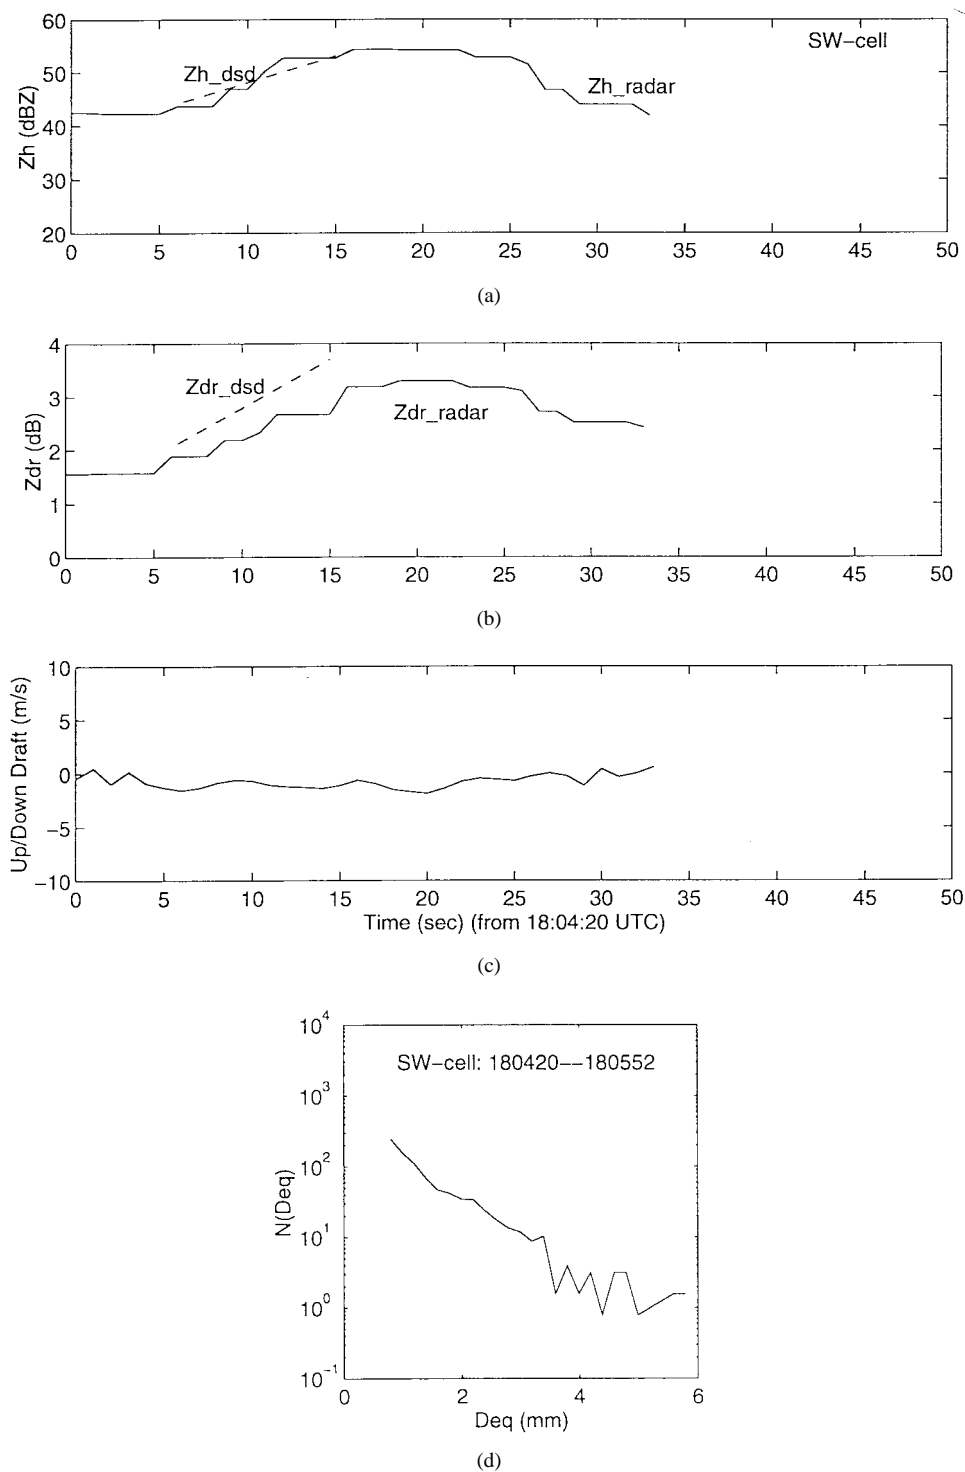 60
50
40
30
20
Zh (dBZ)
SW-cell
Zh_dsd
Zh_radar
0 5 10 15 20 25 30 35 40 45 50
(a)
4
3
2
1
0
Zdr (dB)
Zdr_dsd
Zdr_radar
0 5 10 15 20 25 30 35 40 45 50
(b)
10
5
0
-5
-10
Up/Down Draft (m/s)
0 5 10 15 20 25 30 35 40 45 50
Time (sec) (from 18:04:20 UTC)
(c)
10^4
10^3
10^2
10^1
10^0
10^-1
N(Deq)
SW-cell: 180420--180552
0 2 4 6
Deq (mm)
(d)